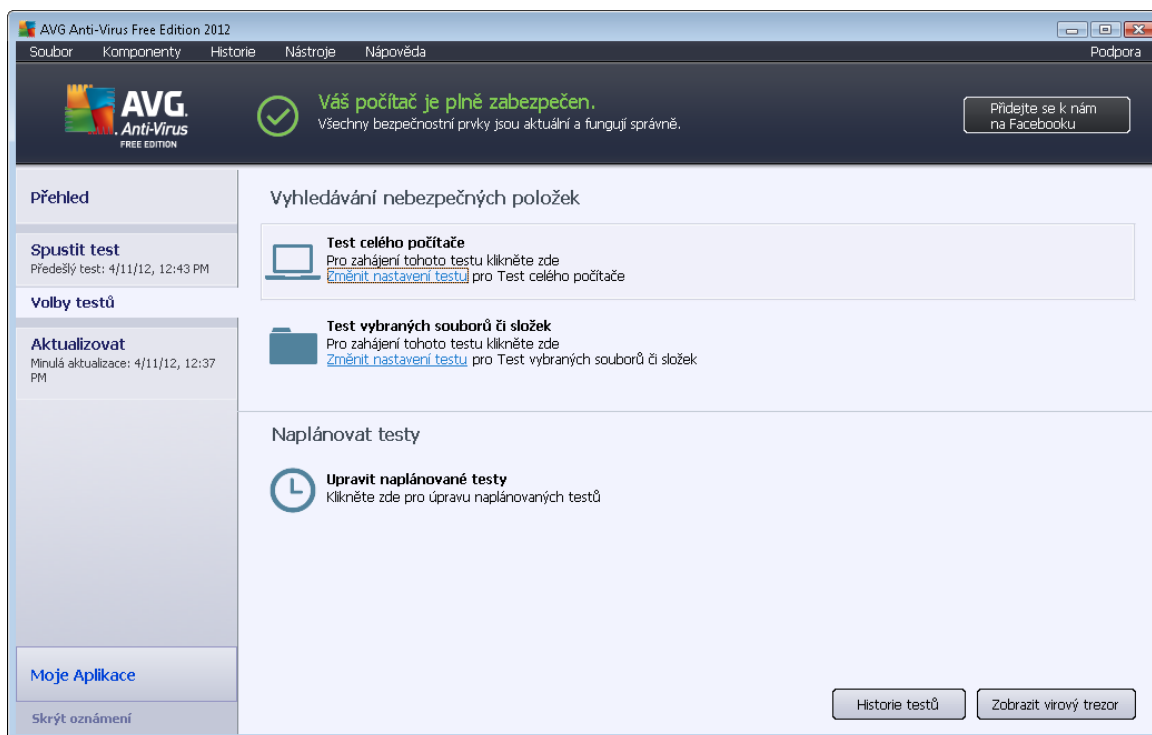 AVG Anti-Virus Free Edition 2012
Soubor Komponenty Historie Nástroje Nápověda Podpora
AVG.
Anti-Virus
FREE EDITION
Váš počítač je plně zabezpečen.
Všechny bezpečnostní prvky jsou aktuální a fungují správně.
Přidejte se k nám
na Facebooku
Přehled
Spustit test
Předešlý test: 4/11/12, 12:43 PM
Volby testů
Aktualizovat
Minulá aktualizace: 4/11/12, 12:37
PM
Moje Aplikace
Skrýt oznámení
Vyhledávání nebezpečných položek
Test celého počítače
Pro zahájení tohoto testu klikněte zde
Změnit nastavení testu pro Test celého počítače
Test vybraných souborů či složek
Pro zahájení tohoto testu klikněte zde
Změnit nastavení testu pro Test vybraných souborů či složek
Naplánovat testy
Upravit naplánované testy
Klikněte zde pro úpravu naplánovaných testů
Historie testů
Zobrazit virový trezor